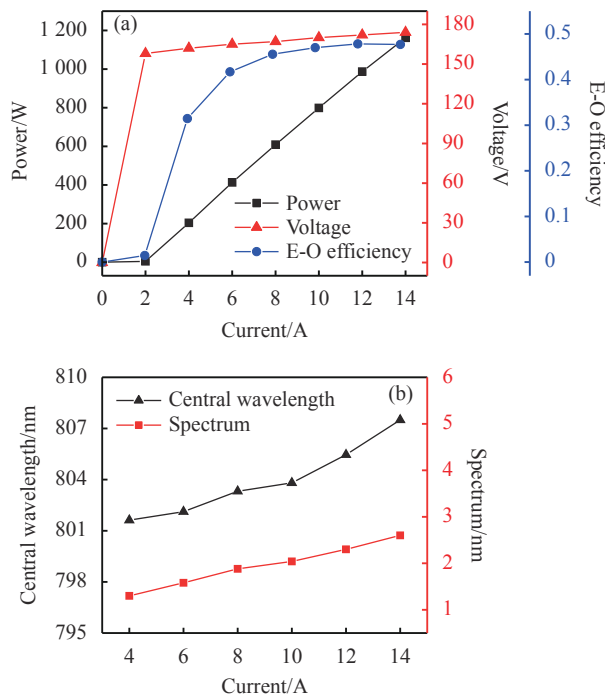 (a)
1 200
1 000
800
600
400
200
0
Power/W
180
150
120
90
60
30
0
Voltage/V
0.5
0.4
0.3
0.2
0.1
0
E-O efficiency
Power
Voltage
E-O efficiency
0 2 4 6 8 10 12 14
Current/A
(b)
810
807
804
801
798
795
Central wavelength/nm
6
5
4
3
2
1
Spectrum/nm
Central wavelength
Spectrum
4 6 8 10 12 14
Current/A